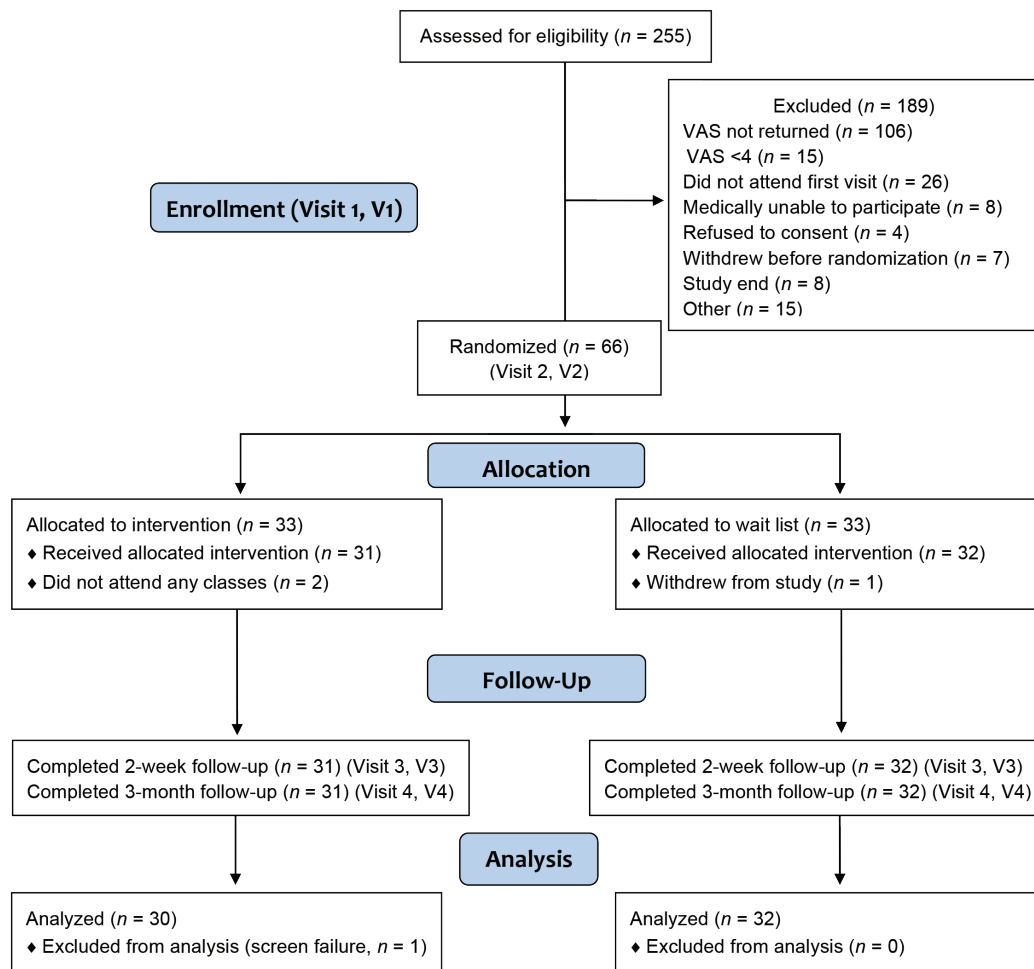 Assessed for eligibility (n = 255)
Excluded (n = 189)
VAS not returned (n = 106)
VAS <4 (n = 15)
Did not attend first visit (n = 26)
Medically unable to participate (n = 8)
Refused to consent (n = 4)
Withdrew before randomization (n = 7)
Study end (n = 8)
Other (n = 15)
Enrollment (Visit 1, V1)
Randomized (n = 66)
(Visit 2, V2)
Allocation
Allocated to intervention (n = 33)
♦ Received allocated intervention (n = 31)
♦ Did not attend any classes (n = 2)
Allocated to wait list (n = 33)
♦ Received allocated intervention (n = 32)
♦ Withdrew from study (n = 1)
Follow-Up
Completed 2-week follow-up (n = 31) (Visit 3, V3)
Completed 3-month follow-up (n = 31) (Visit 4, V4)
Completed 2-week follow-up (n = 32) (Visit 3, V3)
Completed 3-month follow-up (n = 32) (Visit 4, V4)
Analysis
Analyzed (n = 30)
♦ Excluded from analysis (screen failure, n = 1)
Analyzed (n = 32)
♦ Excluded from analysis (n = 0)